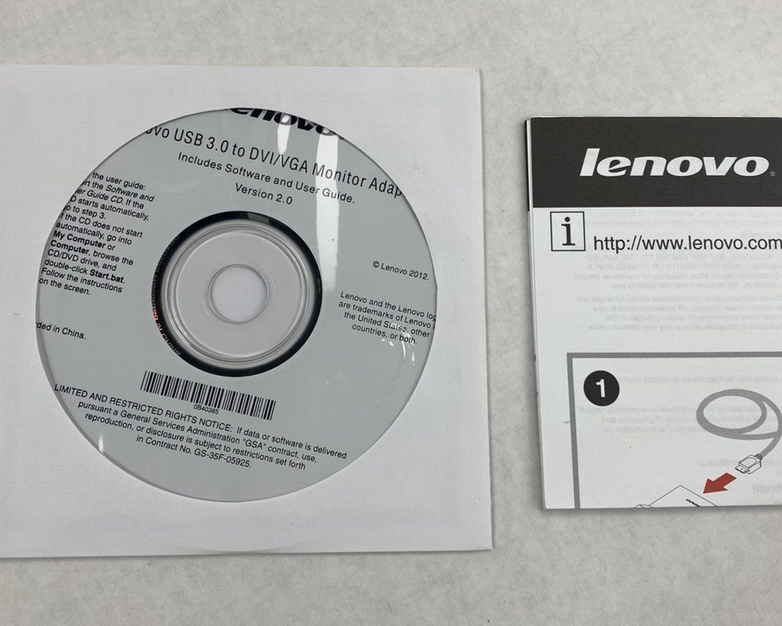 lenovo
ovo USB 3.0 to DVI/VGA Monitor Adap
Includes Software and User Guide.
Version 2.0
the user guide:
rt the Software and
er Guide CD. If the
D starts automatically,
o to step 3.
f the CD does not start
automatically, go into
My Computer or
Computer, browse the
CD/DVD drive, and
double-click Start.bat.
Follow the instructions
on the screen.
© Lenovo 2012.
Lenovo and the Lenovo log
are trademarks of Lenovo i
the United States, other
countries, or both.
rded in China.
0B40385
LIMITED AND RESTRICTED RIGHTS NOTICE: If data or software is delivered
pursuant a General Services Administration "GSA" contract, use,
reproduction, or disclosure is subject to restrictions set forth
in Contract No. GS-35F-05925.
lenovo
i
http://www.lenovo.com
1